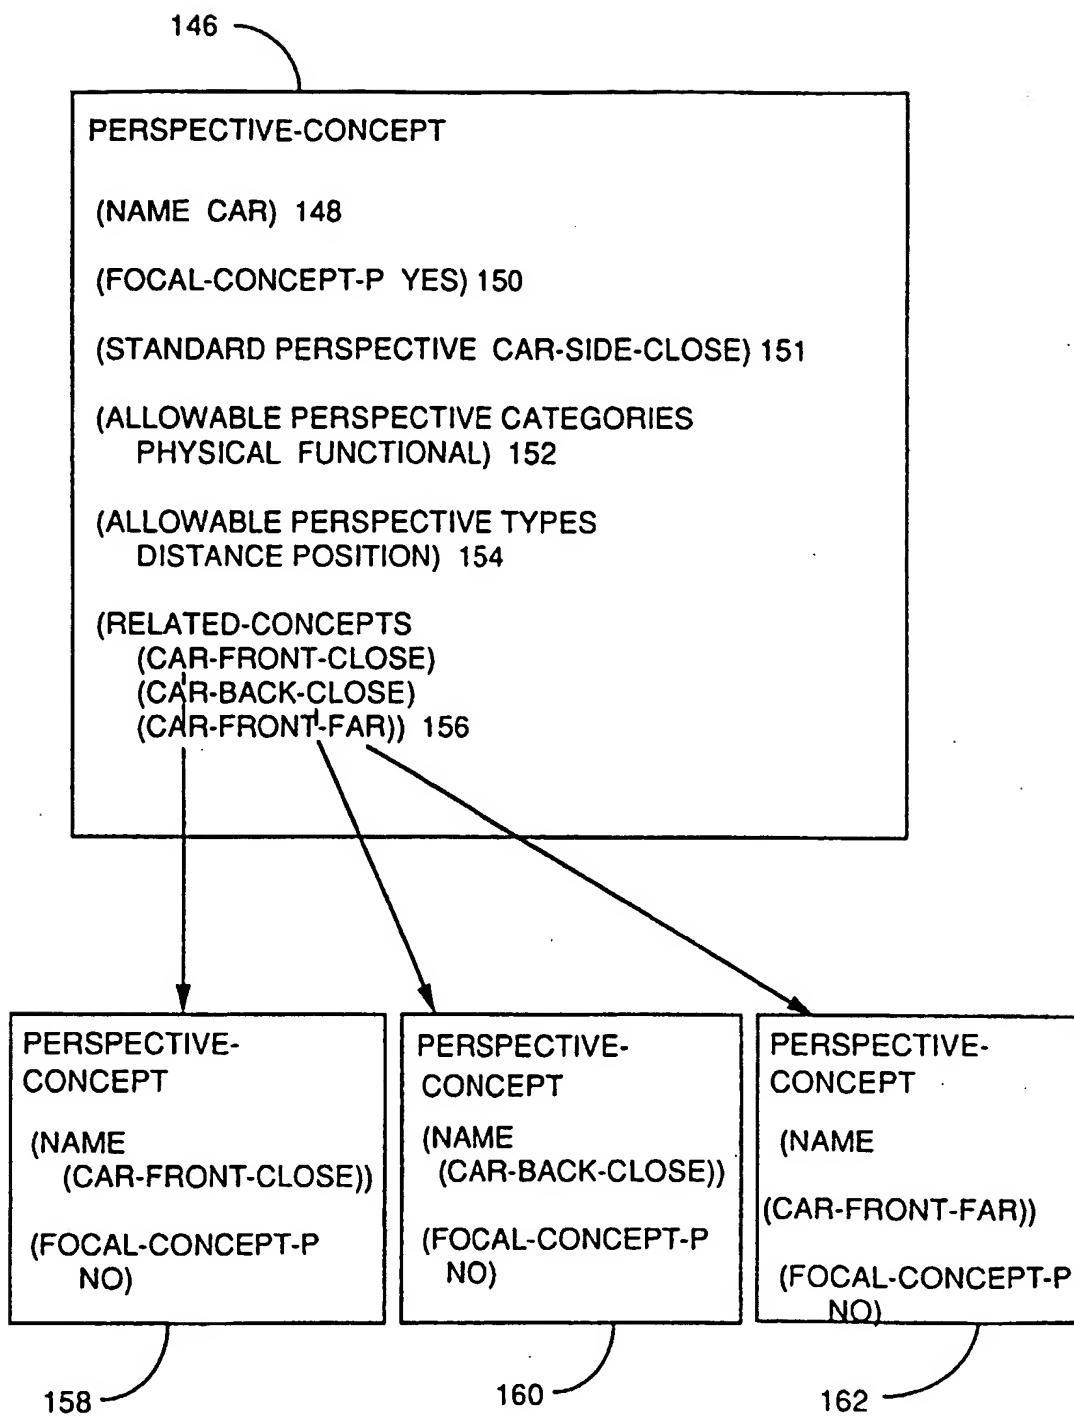 146
PERSPECTIVE-CONCEPT
(NAME CAR) 148
(FOCAL-CONCEPT-P YES) 150
(STANDARD PERSPECTIVE CAR-SIDE-CLOSE) 151
(ALLOWABLE PERSPECTIVE CATEGORIES
PHYSICAL FUNCTIONAL) 152
(ALLOWABLE PERSPECTIVE TYPES
DISTANCE POSITION) 154
(RELATED-CONCEPTS
(CAR-FRONT-CLOSE)
(CAR-BACK-CLOSE)
(CAR-FRONT-FAR)) 156
PERSPECTIVE-
CONCEPT
(NAME
(CAR-FRONT-CLOSE))
(FOCAL-CONCEPT-P
NO)
158
PERSPECTIVE-
CONCEPT
(NAME
(CAR-BACK-CLOSE))
(FOCAL-CONCEPT-P
NO)
160
PERSPECTIVE-
CONCEPT
(NAME
(CAR-FRONT-FAR))
(FOCAL-CONCEPT-P
NO)
162